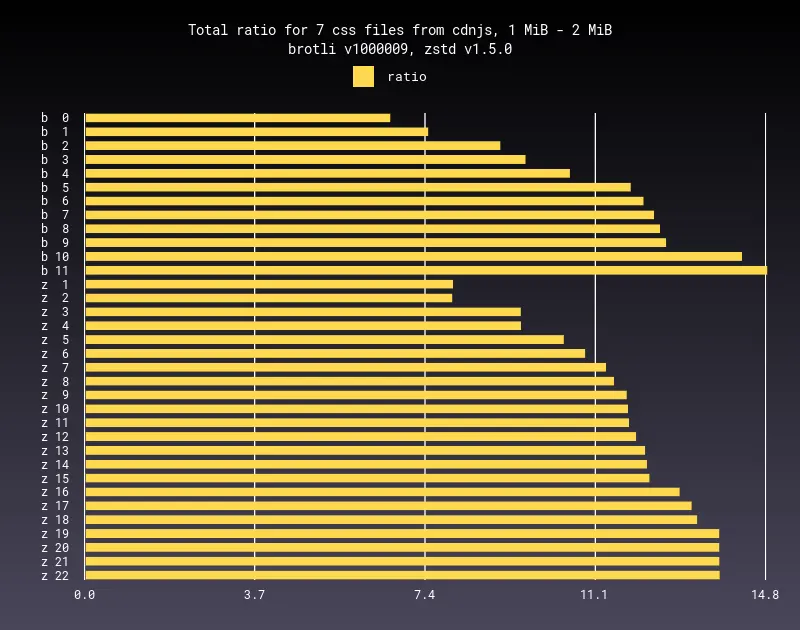 Total ratio for 7 css files from cdnjs, 1 MiB - 2 MiB
brotli v1000009, zstd v1.5.0
ratio
b 0
b 1
b 2
b 3
b 4
b 5
b 6
b 7
b 8
b 9
b 10
b 11
z 1
z 2
z 3
z 4
z 5
z 6
z 7
z 8
z 9
z 10
z 11
z 12
z 13
z 14
z 15
z 16
z 17
z 18
z 19
z 20
z 21
z 22
0.0 3.7 7.4 11.1 14.8